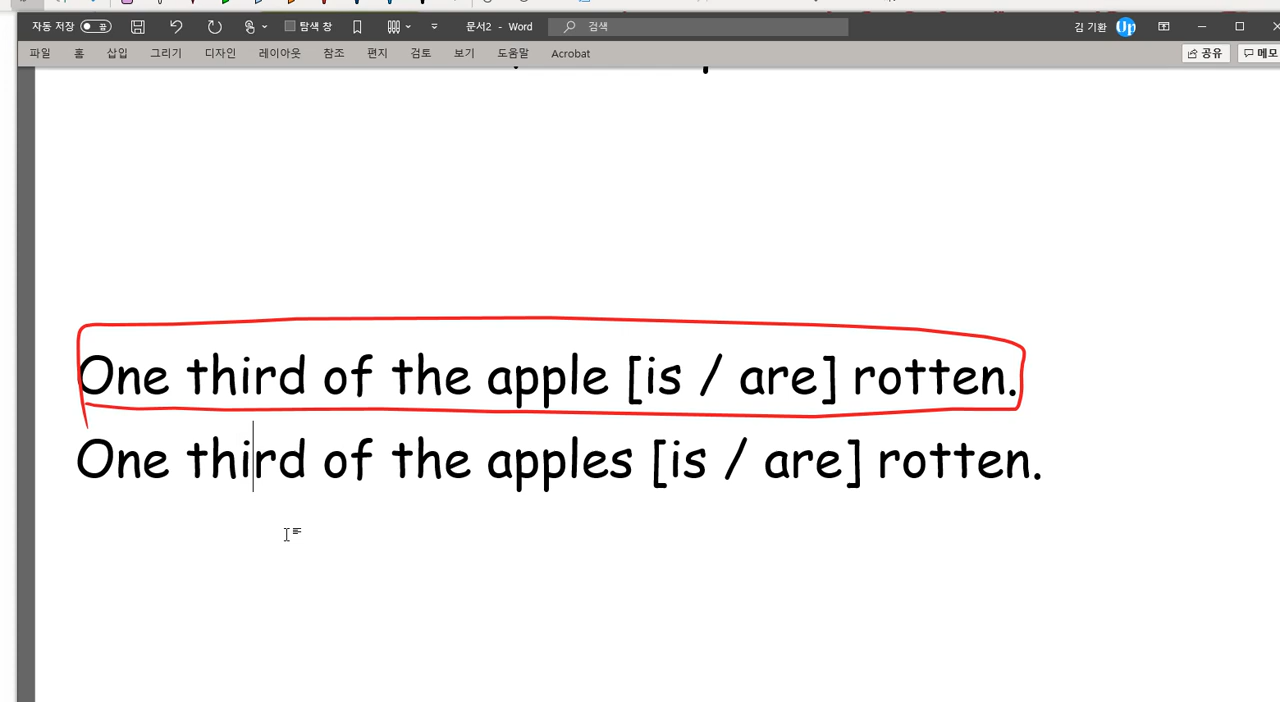 자동 저장 끔 탐색 창 문서2 - Word 검색 김 기환 Up
파일 홈 삽입 그리기 디자인 레이아웃 참조 편지 검토 보기 도움말 Acrobat 공유 메모
One third of the apple [is / are] rotten.
One third of the apples [is / are] rotten.